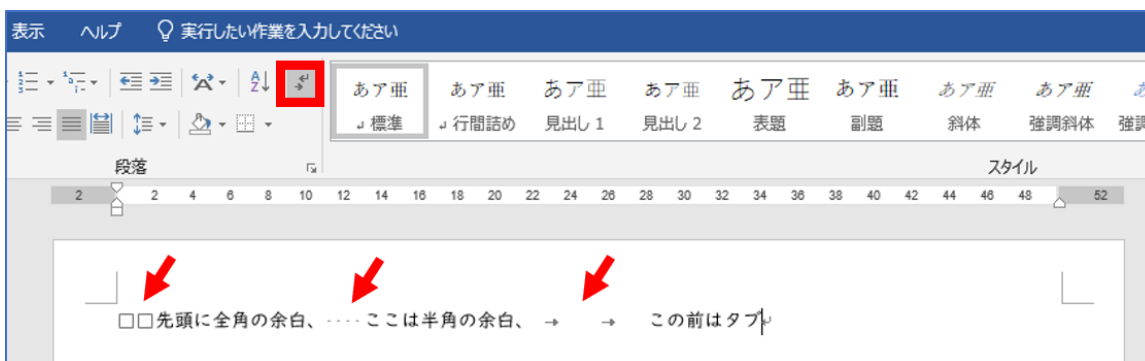 表示 ヘルプ 実行したい作業を入力してください
あア亜 あア亜 あア亜 あア亜 あア亜 あア亜 あア亜 あア亜
↲ 標準 ↲ 行間詰め 見出し 1 見出し 2 表題 副題 斜体 強調斜体 強調
段落 スタイル
2 2 4 6 8 10 12 14 16 18 20 22 24 26 28 30 32 34 36 38 40 42 44 46 48 52
□□先頭に全角の余白、····ここは半角の余白、 → → この前はタブ↵